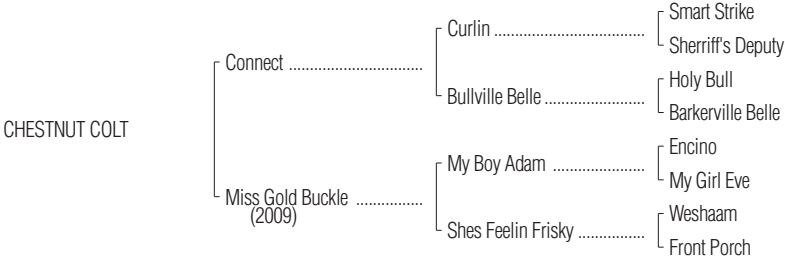 CHESTNUT COLT
Connect ................................
Miss Gold Buckle ................
(2009)
Curlin ....................................
Bullville Belle ........................
My Boy Adam ......................
Shes Feelin Frisky ................
Smart Strike
Sherriff's Deputy
Holy Bull
Barkerville Belle
Encino
My Girl Eve
Weshaam
Front Porch